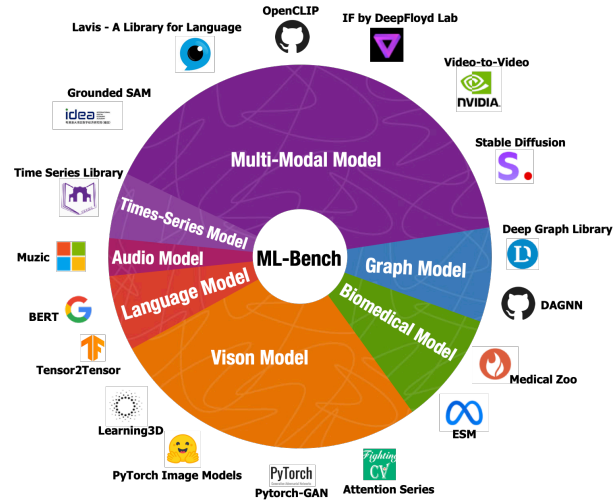 OpenCLIP
IF by DeepFloyd Lab
Lavis - A Library for Language
Video-to-Video
NVIDIA.
Grounded SAM
idea
Stable Diffusion
S.
Multi-Modal Model
Time Series Library
Times-Series Model
Deep Graph Library
Muzic
Audio Model
ML-Bench
Graph Model
Language Model
Biomedical Model
DAGNN
BERT
Tensor2Tensor
Vison Model
Medical Zoo
ESM
Learning3D
PyTorch Image Models
PyTorch
Pytorch-GAN
Fighting
CV
Attention Series